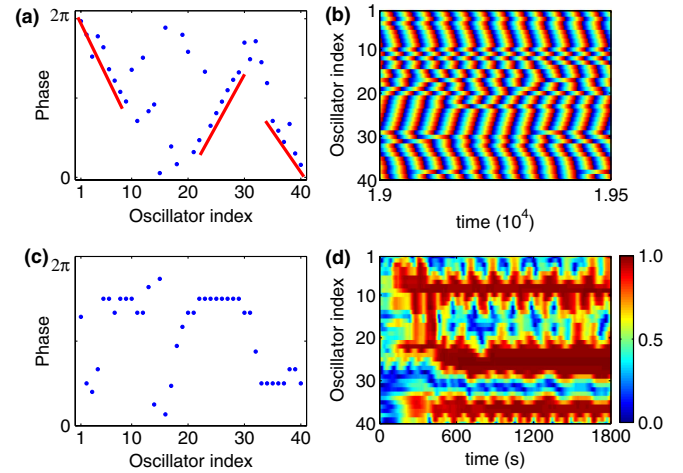 (a)
2π
Phase
0
1 10 20 30 40
Oscillator index
(b)
Oscillator index
1
10
20
30
40
1.9 1.95
time (10⁴)
(c)
2π
Phase
0
1 10 20 30 40
Oscillator index
(d)
Oscillator index
1
10
20
30
40
0 600 1200 1800
time (s)
1.0
0.5
0.0